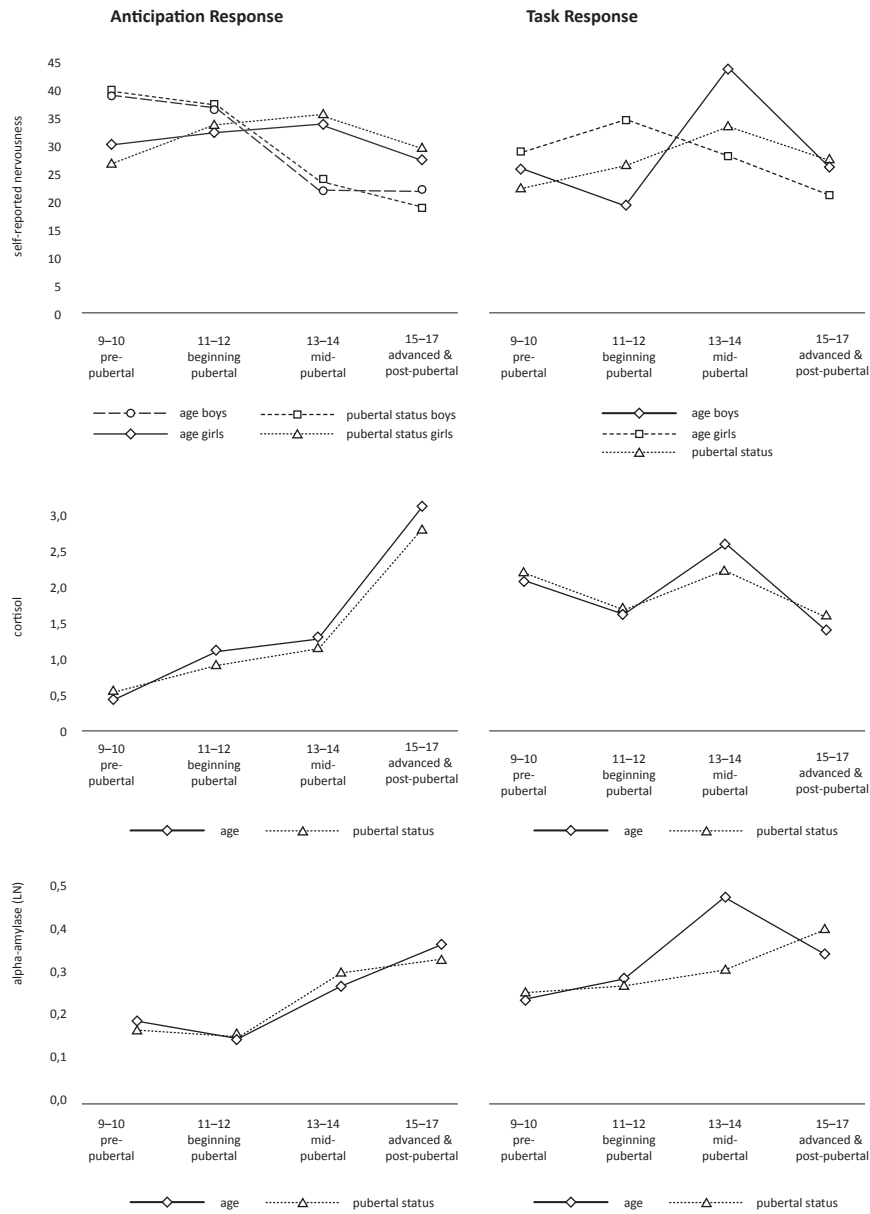 Anticipation Response
Task Response
self-reported nervousness
45
40
35
30
25
20
15
10
5
0
9–10
pre-
pubertal
11–12
beginning
pubertal
13–14
mid-
pubertal
15–17
advanced &
post-pubertal
9–10
pre-
pubertal
11–12
beginning
pubertal
13–14
mid-
pubertal
15–17
advanced &
post-pubertal
age boys
pubertal status boys
age girls
pubertal status girls
age boys
age girls
pubertal status
cortisol
3,0
2,5
2,0
1,5
1,0
0,5
0
9–10
pre-
pubertal
11–12
beginning
pubertal
13–14
mid-
pubertal
15–17
advanced &
post-pubertal
9–10
pre-
pubertal
11–12
beginning
pubertal
13–14
mid-
pubertal
15–17
advanced &
post-pubertal
age
pubertal status
age
pubertal status
alpha-amylase (LN)
0,5
0,4
0,3
0,2
0,1
0,0
9–10
pre-
pubertal
11–12
beginning
pubertal
13–14
mid-
pubertal
15–17
advanced &
post-pubertal
9–10
pre-
pubertal
11–12
beginning
pubertal
13–14
mid-
pubertal
15–17
advanced &
post-pubertal
age
pubertal status
age
pubertal status